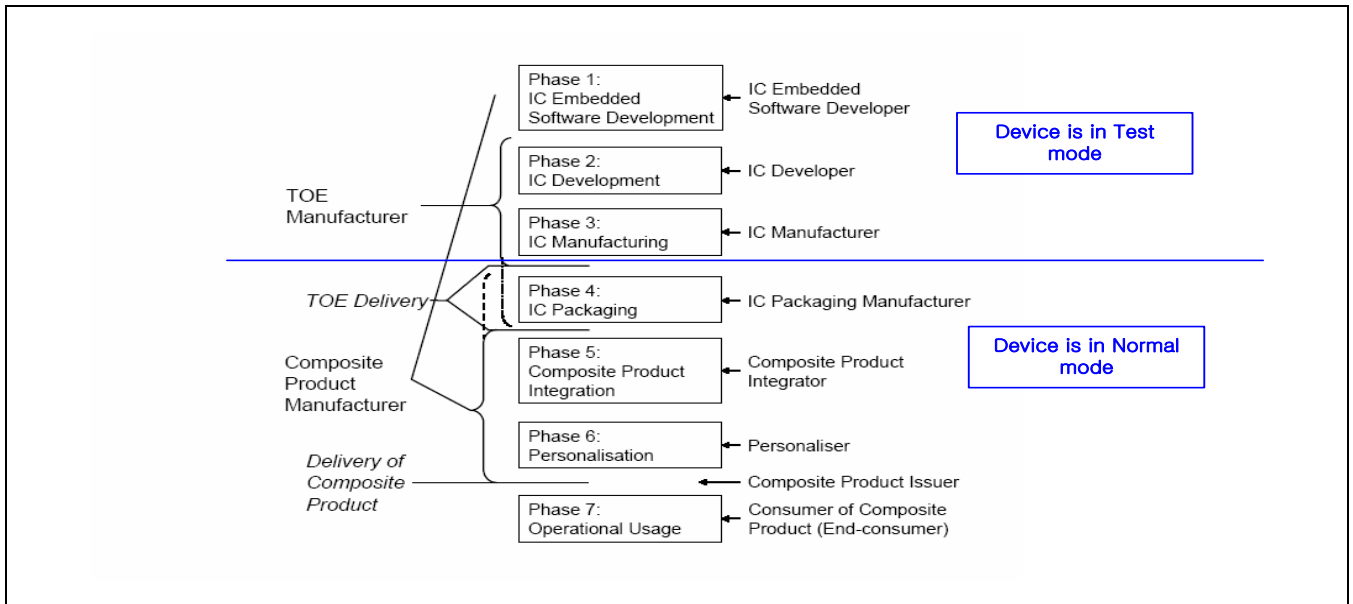 Phase 1:
IC Embedded
Software Development
IC Embedded
Software Developer
Device is in Test
mode
Phase 2:
IC Development
IC Developer
TOE
Manufacturer
Phase 3:
IC Manufacturing
IC Manufacturer
TOE Delivery
Phase 4:
IC Packaging
IC Packaging Manufacturer
Device is in Normal
mode
Composite
Product
Manufacturer
Phase 5:
Composite Product
Integration
Composite Product
Integrator
Phase 6:
Personalisation
Personaliser
Delivery of
Composite
Product
Composite Product Issuer
Phase 7:
Operational Usage
Consumer of Composite
Product (End-consumer)